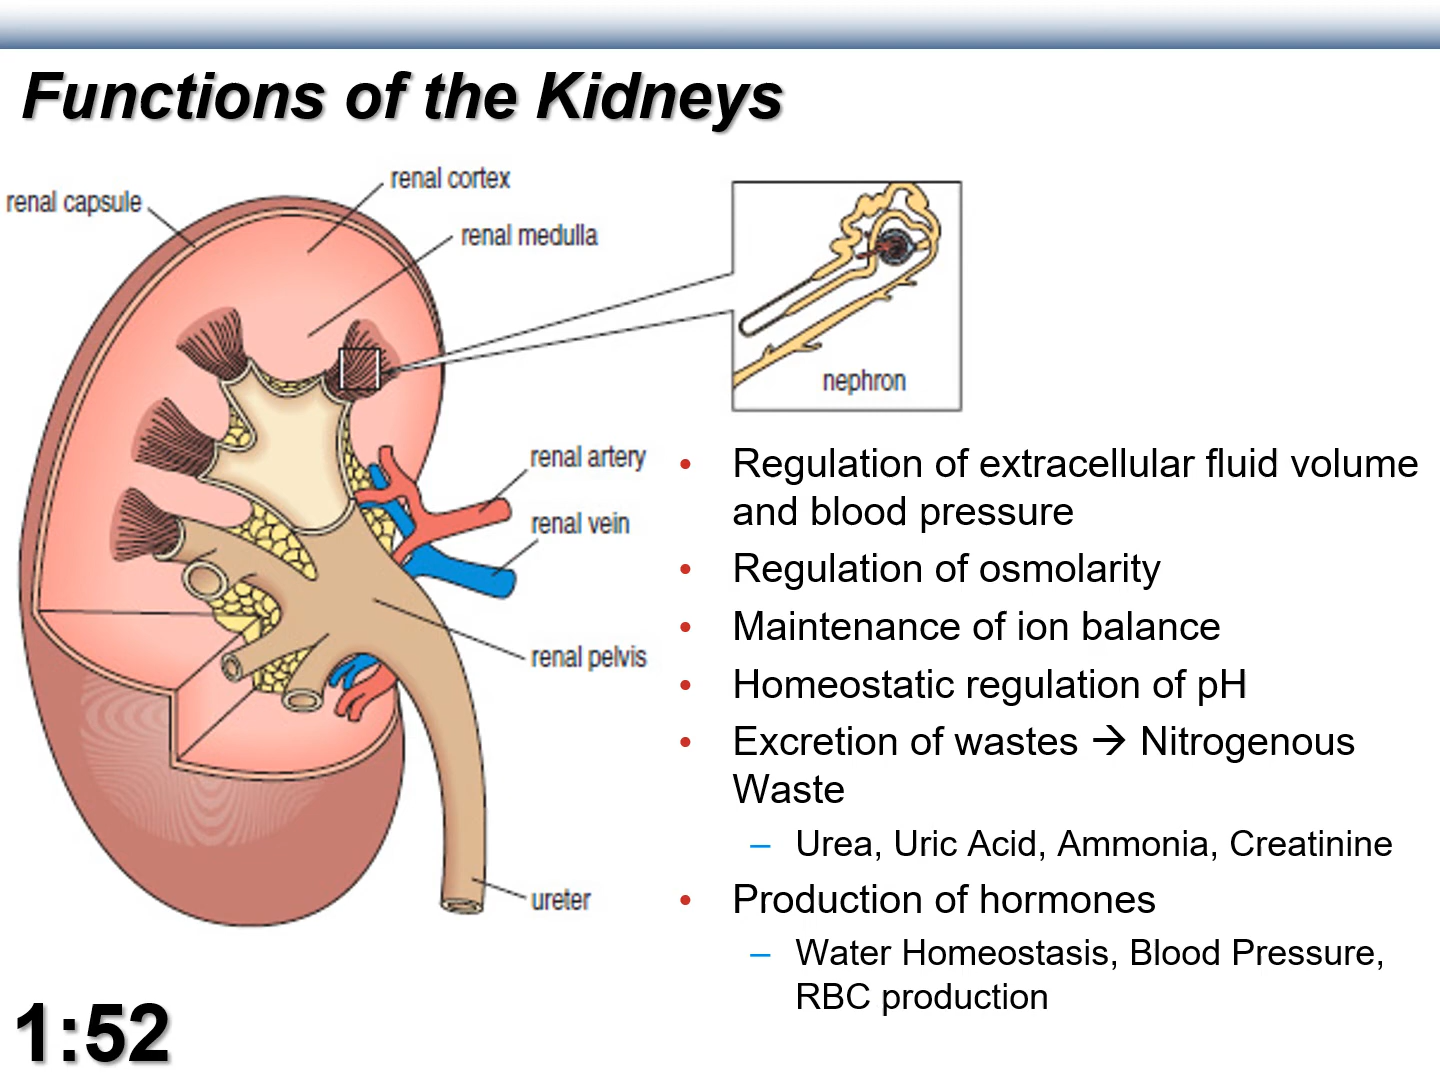 Functions of the Kidneys
renal cortex
renal capsule
renal medulla
nephron
renal artery
renal vein
renal pelvis
ureter
• Regulation of extracellular fluid volume
and blood pressure
• Regulation of osmolarity
• Maintenance of ion balance
• Homeostatic regulation of pH
• Excretion of wastes → Nitrogenous
Waste
– Urea, Uric Acid, Ammonia, Creatinine
• Production of hormones
– Water Homeostasis, Blood Pressure,
RBC production
1:52